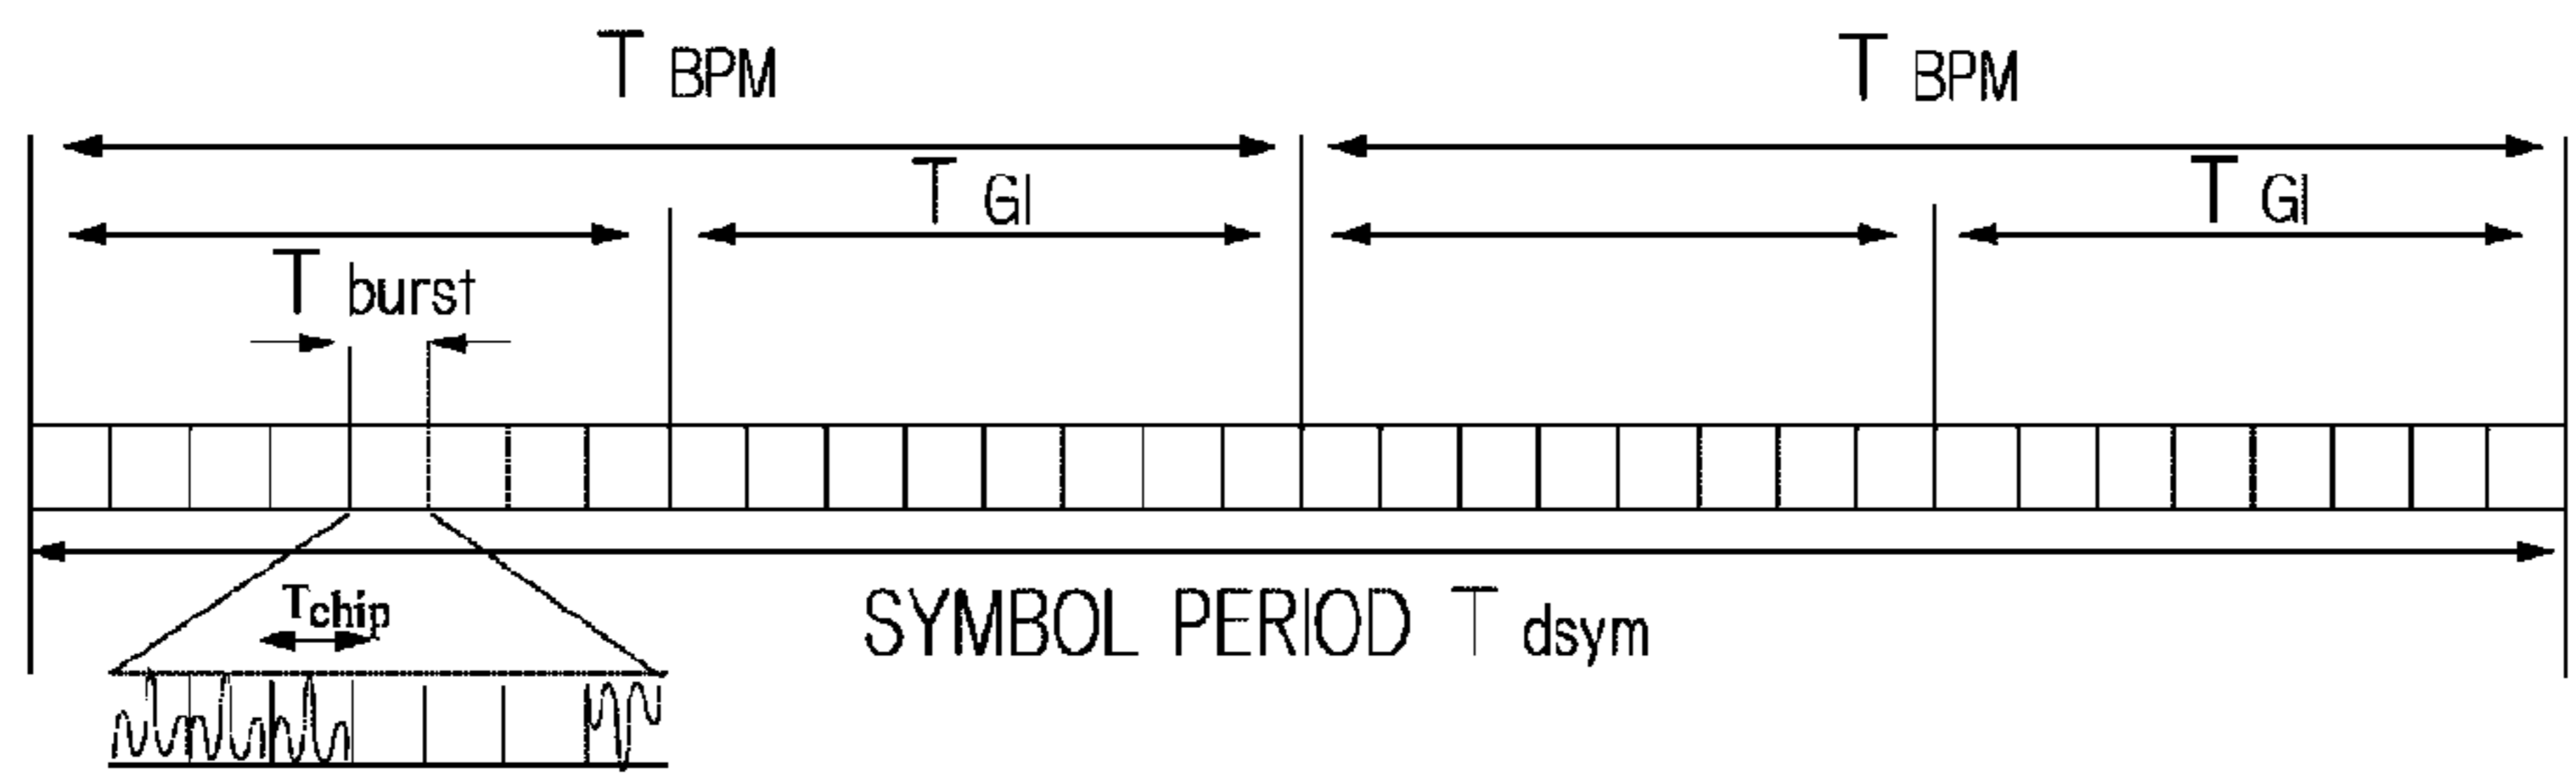 T BPM T BPM
T GI T GI
T burst
SYMBOL PERIOD T dsym
Tchip